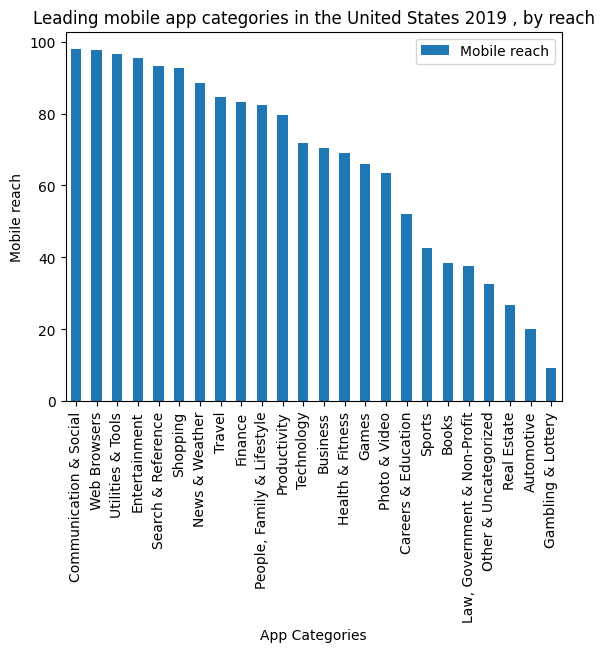 Leading mobile app categories in the United States 2019 , by reach
Mobile reach
Mobile reach
100
80
60
40
20
0
Communication & Social
Web Browsers
Utilities & Tools
Entertainment
Search & Reference
Shopping
News & Weather
Travel
Finance
People, Family & Lifestyle
Productivity
Technology
Business
Health & Fitness
Games
Photo & Video
Careers & Education
Sports
Books
Law, Government & Non-Profit
Other & Uncategorized
Real Estate
Automotive
Gambling & Lottery
App Categories